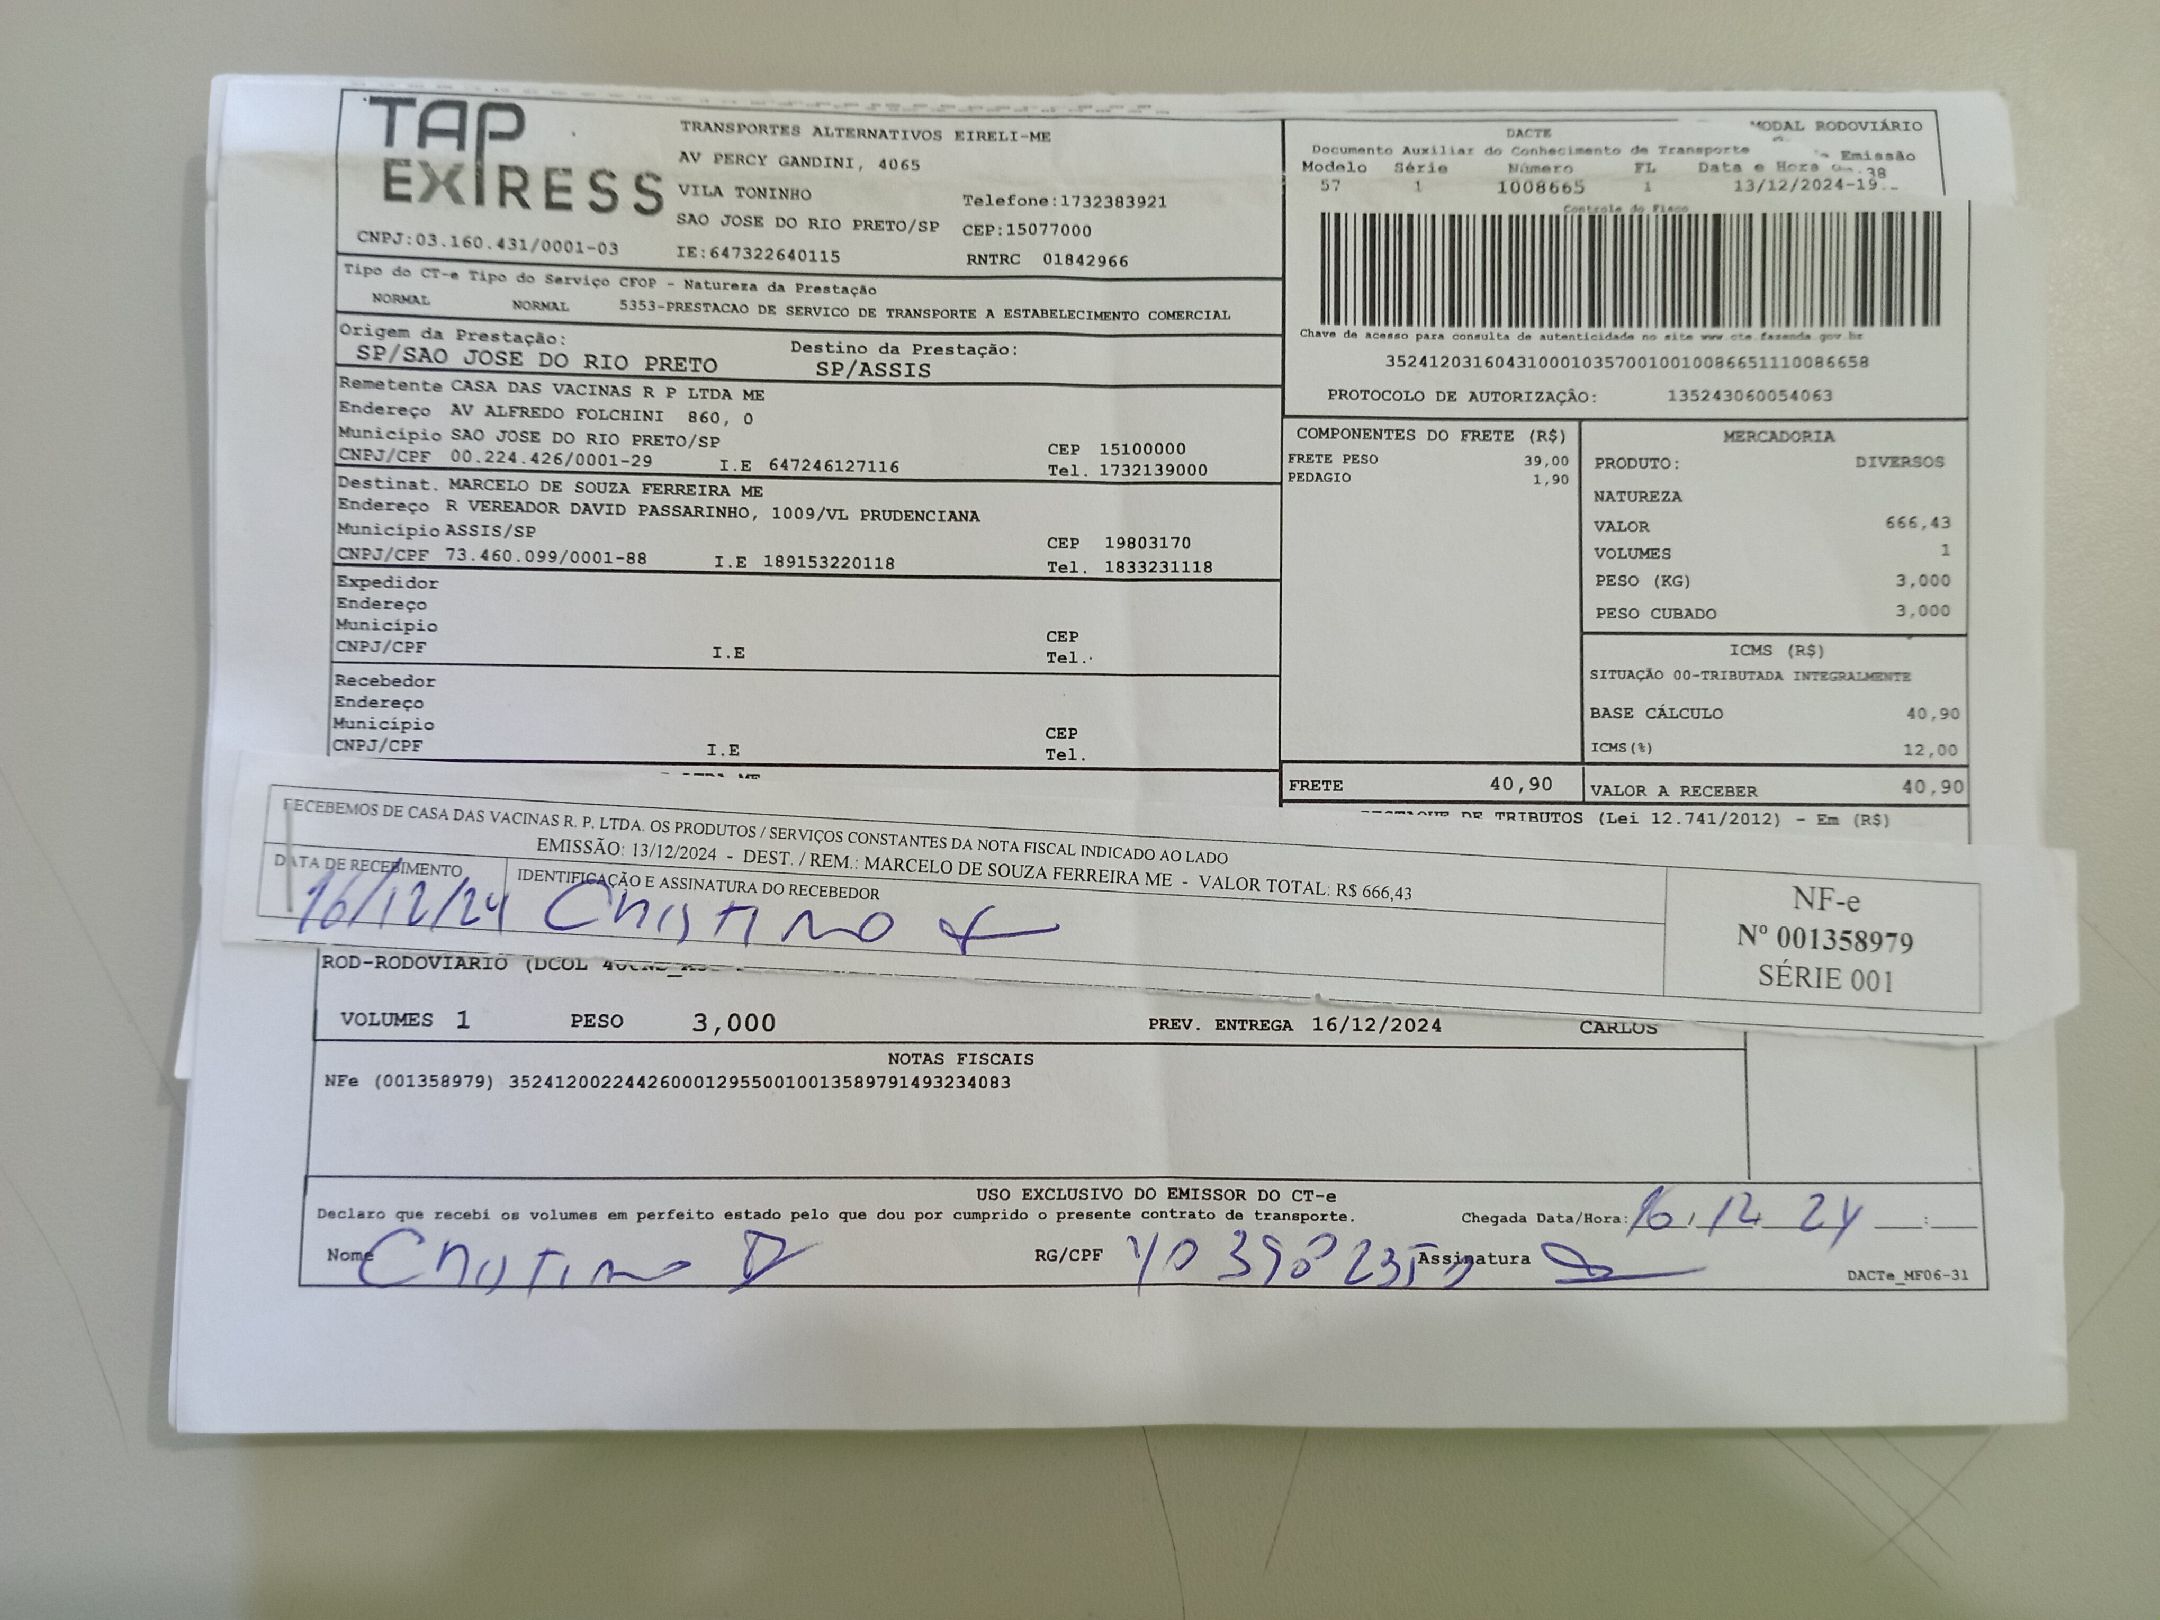 TAP
EXPRESS
TRANSPORTES ALTERNATIVOS EIRELI-ME
AV PERCY GANDINI, 4065
VILA TONINHO
Telefone:1732383921
SAO JOSE DO RIO PRETO/SP CEP:15077000
CNPJ:03.160.431/0001-03 IE:647322640115 RNTRC 01842966
DACTE MODAL RODOVIÁRIO
Documento Auxiliar do Conhecimento de Transporte
Modelo Série Número FL Data e Hora Emissão
57 1 1008665 1 13/12/2024-19
Controle do Fisco
Chave de acesso para consulta de autenticidade no site www.cte.fazenda.gov.br
35241203160431000103570010010086651110086658
PROTOCOLO DE AUTORIZAÇÃO: 135243060054063
Tipo do CT-e Tipo do Serviço CFOP - Natureza da Prestação
NORMAL NORMAL 5353-PRESTACAO DE SERVICO DE TRANSPORTE A ESTABELECIMENTO COMERCIAL
Origem da Prestação: Destino da Prestação:
SP/SAO JOSE DO RIO PRETO SP/ASSIS
Remetente CASA DAS VACINAS R P LTDA ME
Endereço AV ALFREDO FOLCHINI 860, 0
Município SAO JOSE DO RIO PRETO/SP CEP 15100000
CNPJ/CPF 00.224.426/0001-29 I.E 647246127116 Tel. 1732139000
Destinat. MARCELO DE SOUZA FERREIRA ME
Endereço R VEREADOR DAVID PASSARINHO, 1009/VL PRUDENCIANA
Município ASSIS/SP CEP 19803170
CNPJ/CPF 73.460.099/0001-88 I.E 189153220118 Tel. 1833231118
Expedidor
Endereço
Município CEP
CNPJ/CPF I.E Tel.
Recebedor
Endereço
Município CEP
CNPJ/CPF I.E Tel.
COMPONENTES DO FRETE (R$)
FRETE PESO 39,00
PEDAGIO 1,90
FRETE 40,90
MERCADORIA
PRODUTO: DIVERSOS
NATUREZA
VALOR 666,43
VOLUMES 1
PESO (KG) 3,000
PESO CUBADO 3,000
ICMS (R$)
SITUAÇÃO 00-TRIBUTADA INTEGRALMENTE
BASE CÁLCULO 40,90
ICMS(%) 12,00
VALOR A RECEBER 40,90
DE TRIBUTOS (Lei 12.741/2012) - Em (R$)
RECEBEMOS DE CASA DAS VACINAS R. P. LTDA. OS PRODUTOS / SERVIÇOS CONSTANTES DA NOTA FISCAL INDICADO AO LADO
EMISSÃO: 13/12/2024 - DEST. / REM.: MARCELO DE SOUZA FERREIRA ME - VALOR TOTAL: R$ 666,43
DATA DE RECEBIMENTO IDENTIFICAÇÃO E ASSINATURA DO RECEBEDOR
16/12/24 Cristino
NF-e
Nº 001358979
SÉRIE 001
ROD-RODOVIARIO (DCOL
VOLUMES 1 PESO 3,000 PREV. ENTREGA 16/12/2024 CARLOS
NOTAS FISCAIS
NFe (001358979) 35241200224426000129550010013589791493234083
USO EXCLUSIVO DO EMISSOR DO CT-e
Declaro que recebi os volumes em perfeito estado pelo que dou por cumprido o presente contrato de transporte. Chegada Data/Hora: 16 12 24 :
Nome Cristino RG/CPF Assinatura
DACTe_MF06-31